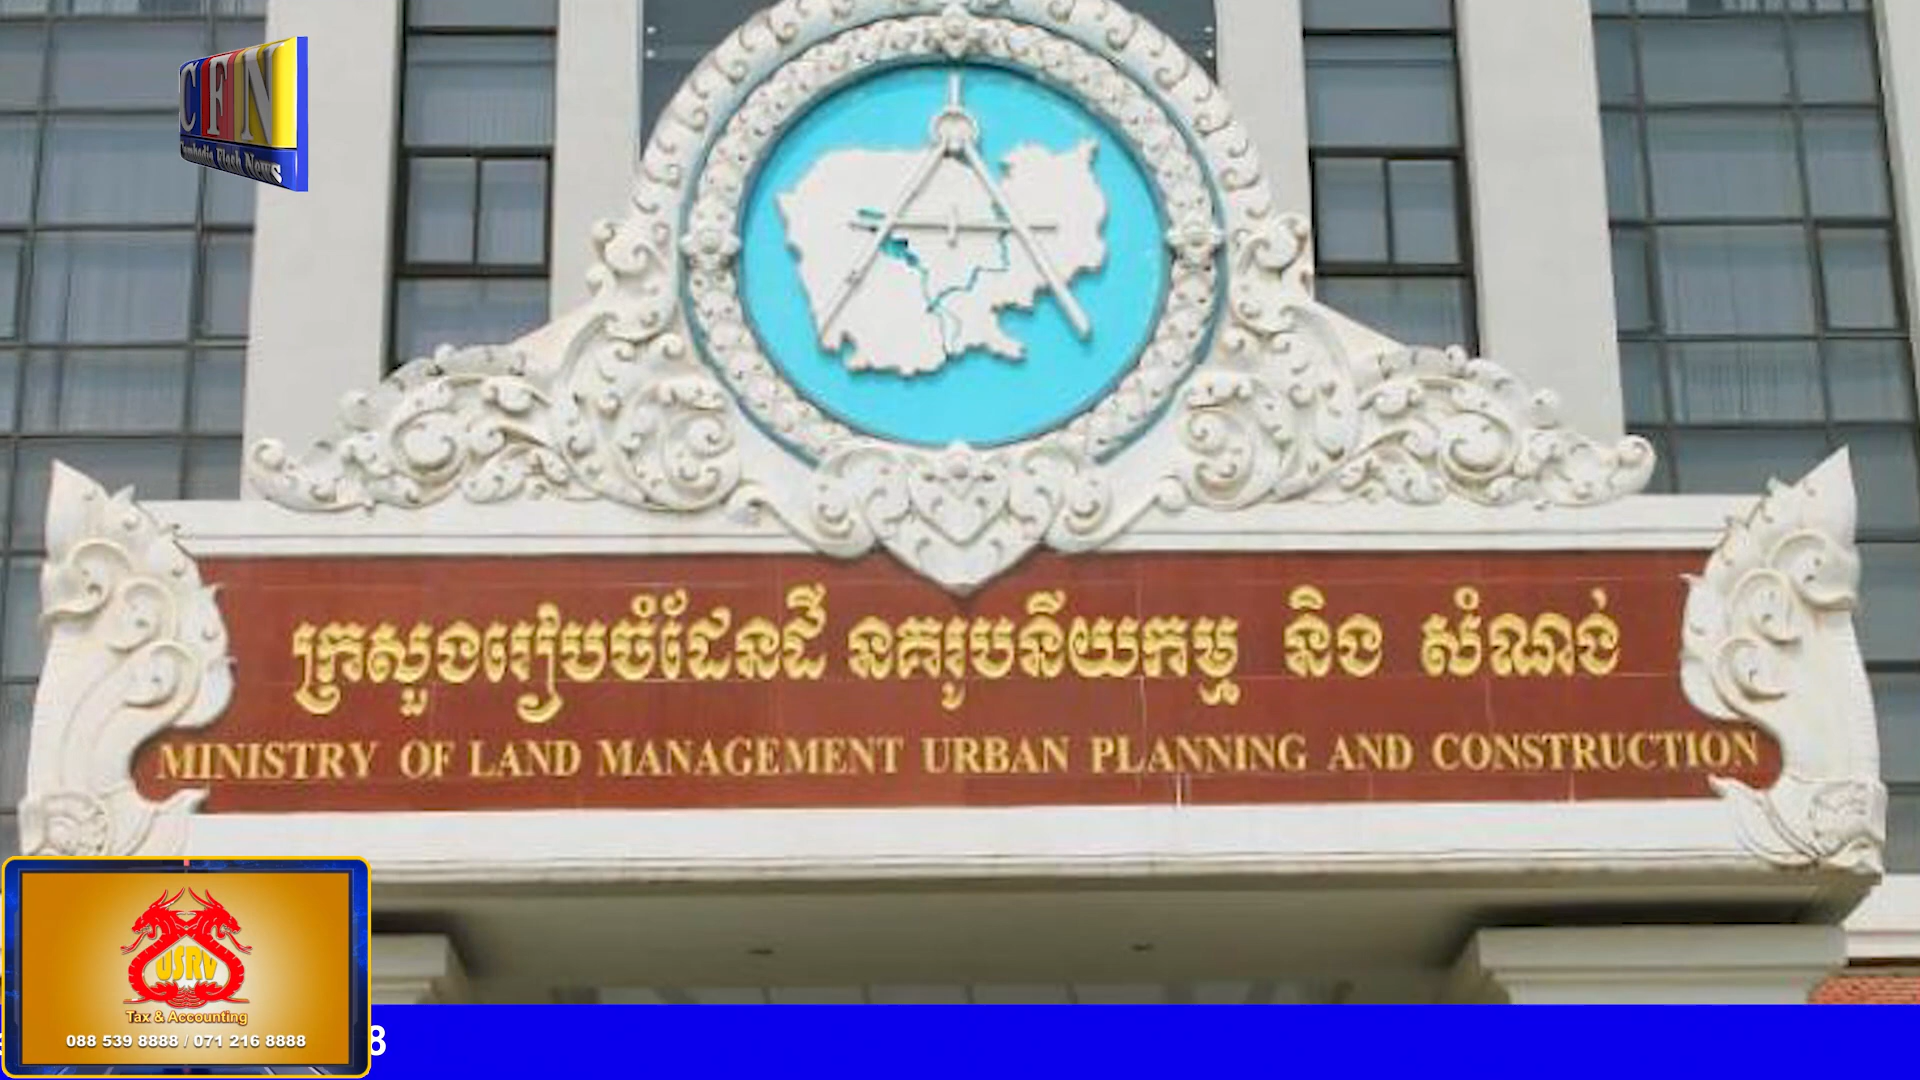 CFN
Cambodia Flash News
ក្រសួងរៀបចំដែនដី នគរូបនីយកម្ម និង សំណង់
MINISTRY OF LAND MANAGEMENT URBAN PLANNING AND CONSTRUCTION
USRV
Tax & Accounting
088 539 8888 / 071 216 8888
8